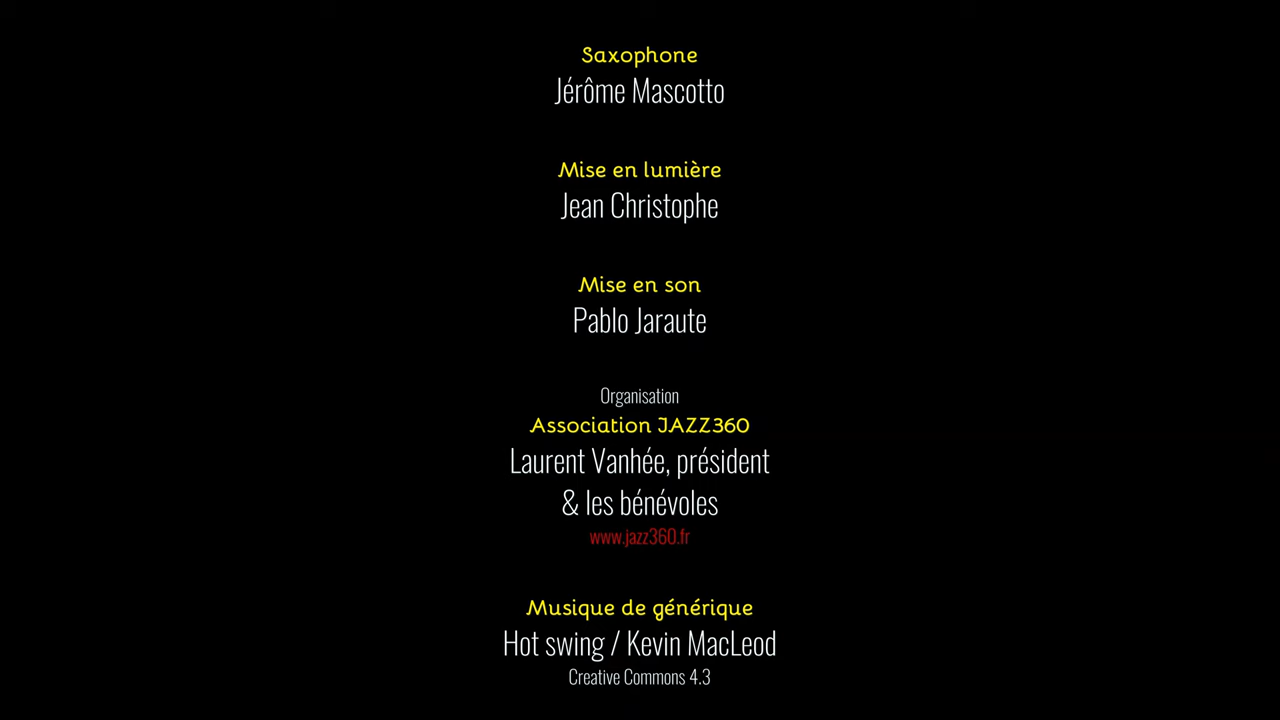 Saxophone
Jérôme Mascotto
Mise en lumière
Jean Christophe
Mise en son
Pablo Jaraute
Organisation
Association JAZZ360
Laurent Vanhée, président
& les bénévoles
www.jazz360.fr
Musique de générique
Hot swing / Kevin MacLeod
Creative Commons 4.3